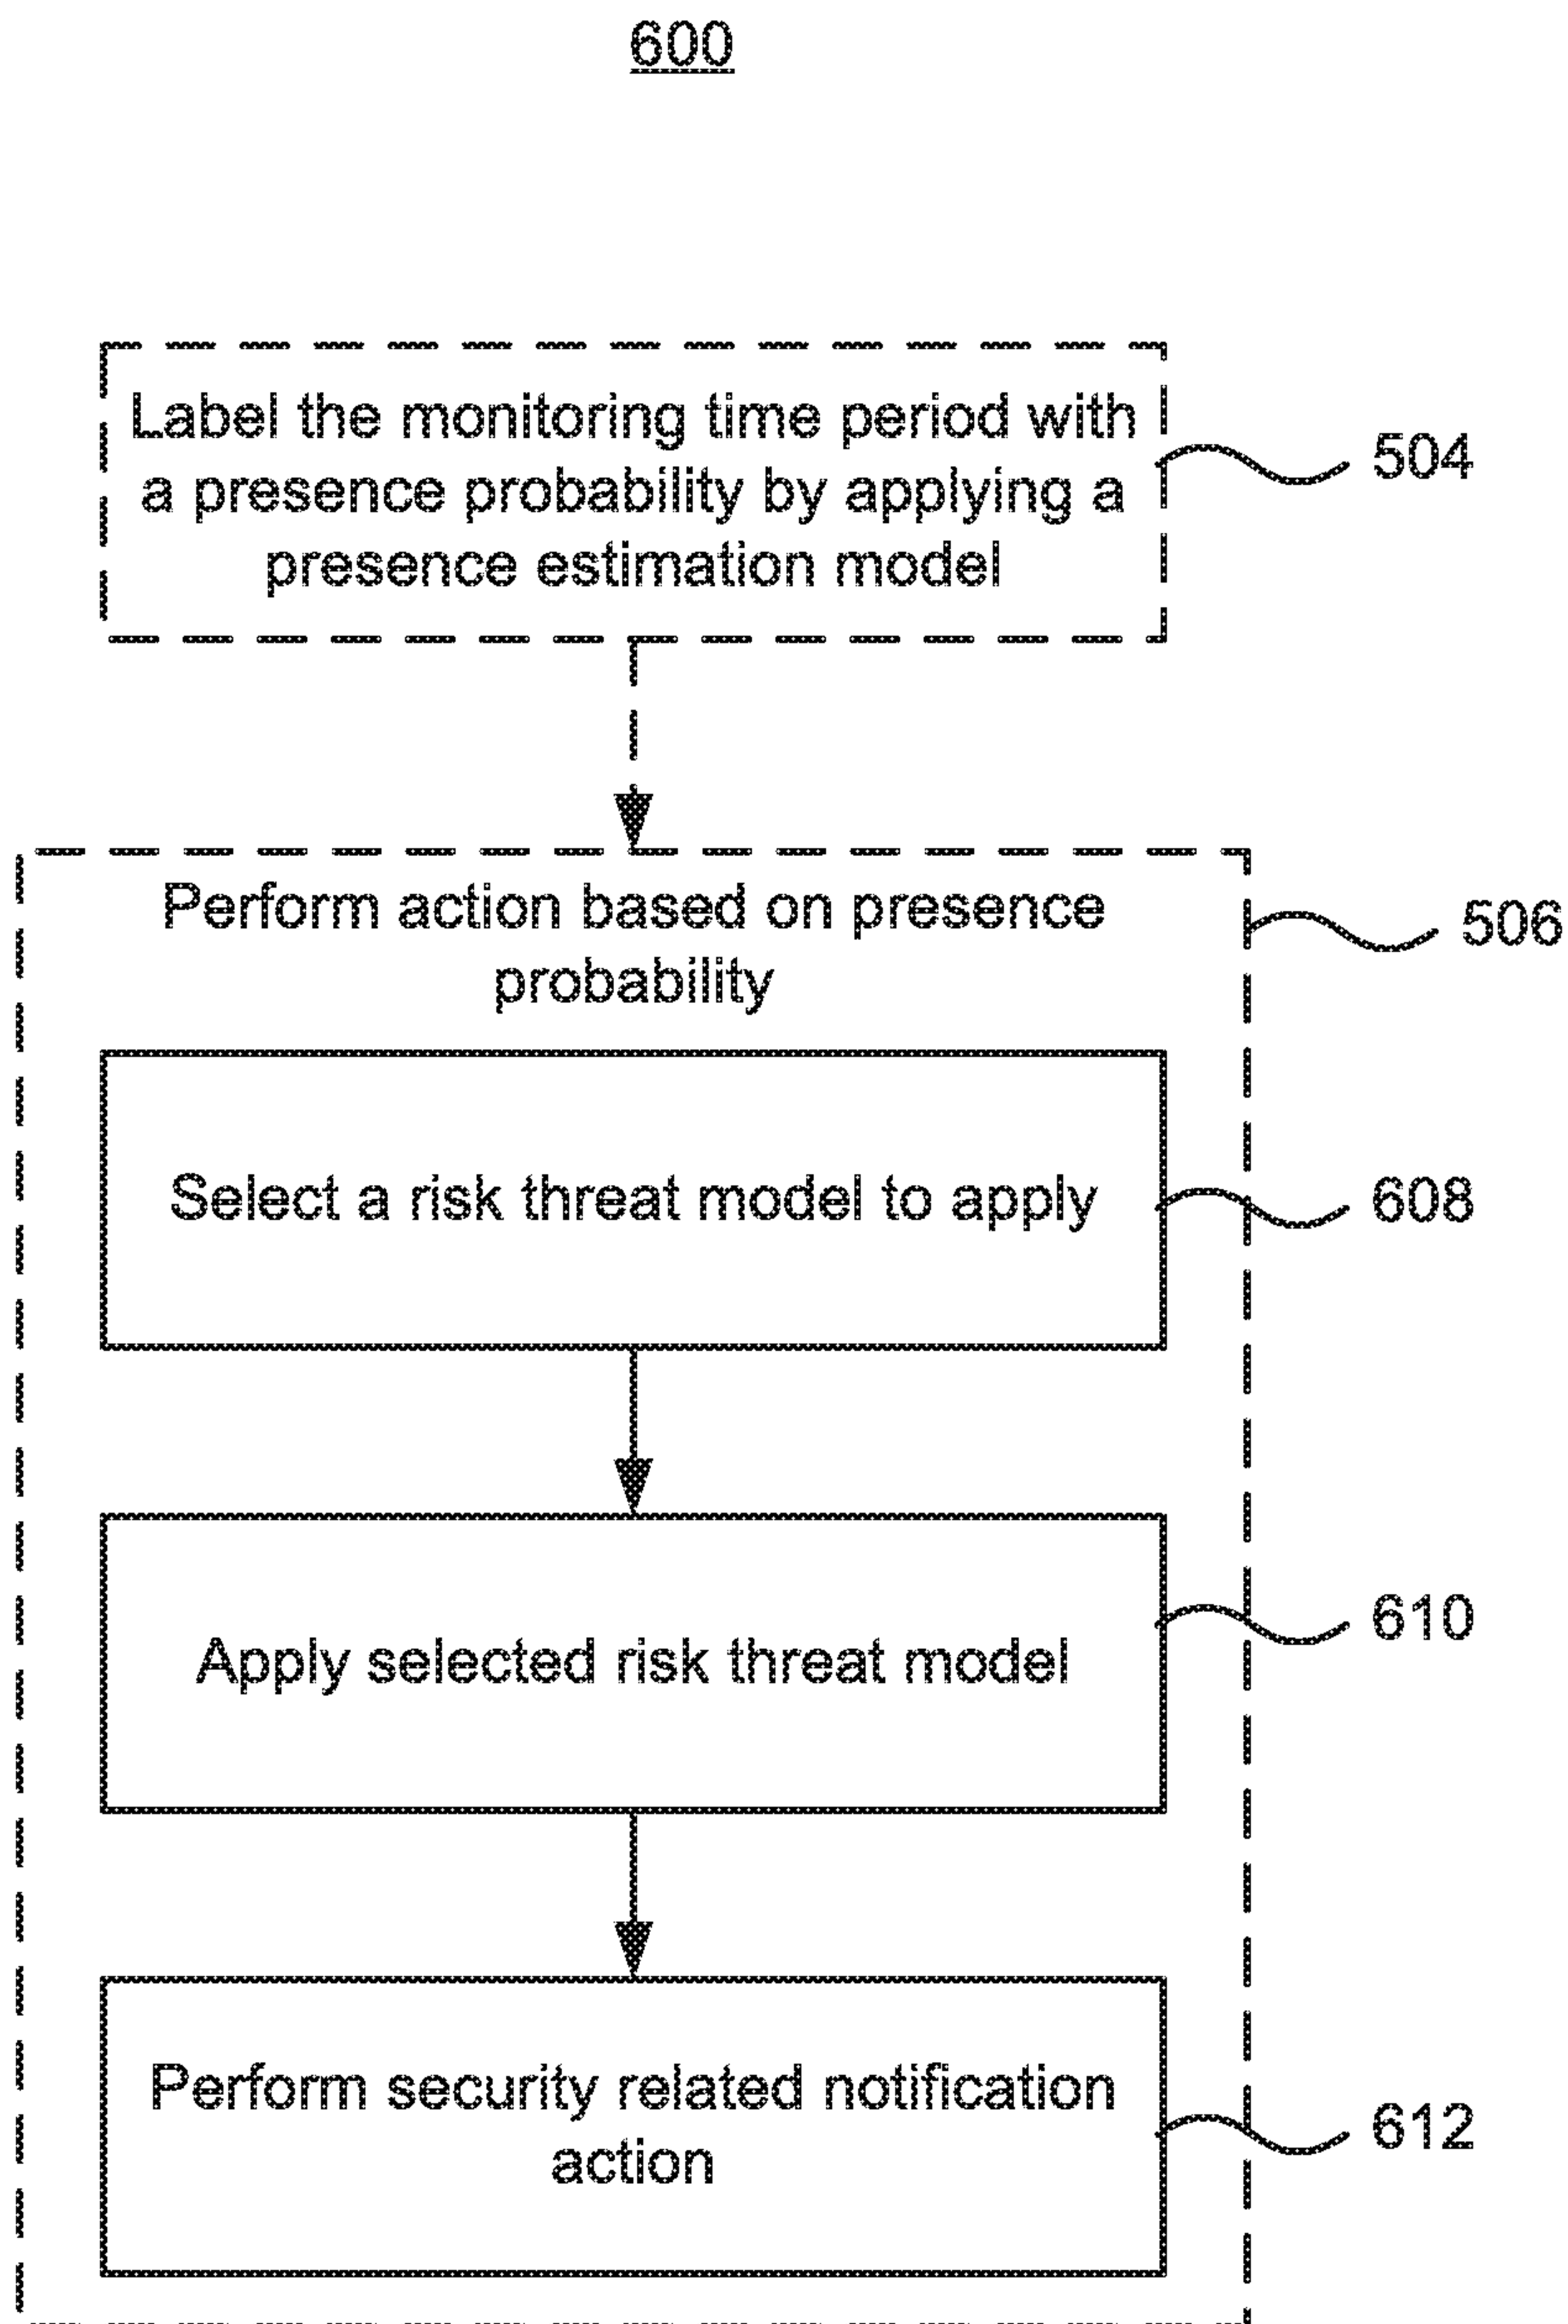 600
Label the monitoring time period with
a presence probability by applying a
presence estimation model
504
Perform action based on presence
probability
506
Select a risk threat model to apply
608
Apply selected risk threat model
610
Perform security related notification
action
612